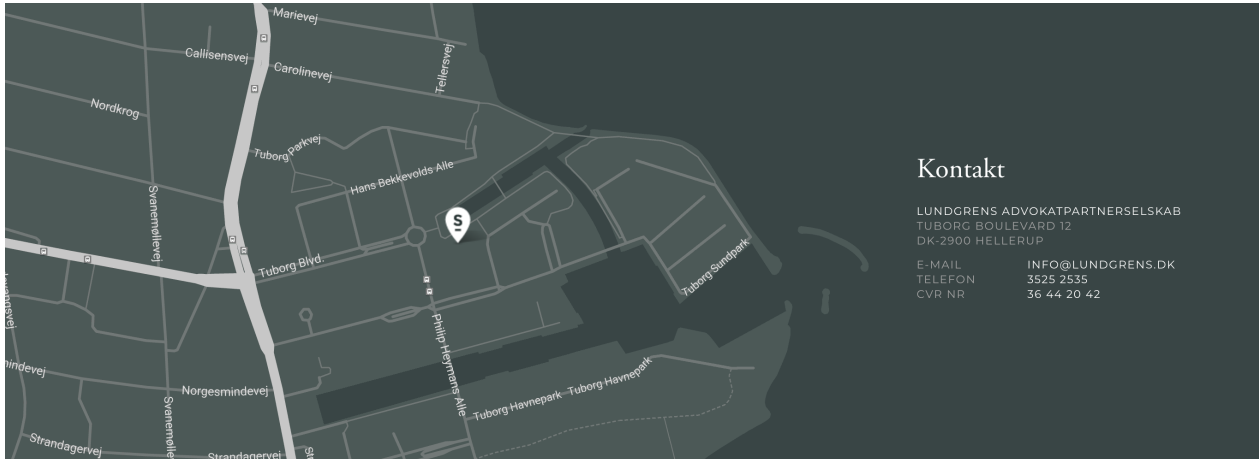 Marievej
Callisensvej
Carolinevej
Tellersvej
Nordkrog
Tuborg Parkvej
Hans Bekkevolds Alle
Svanemøllevej
S
Tuborg Blvd.
Tuborg Sundpark
Philip Heymans Alle
Norgesmindevej
Tuborg Havnepark
Tuborg Havnepark
Strandagervej
Strandagervej
Kontakt
LUNDGRENS ADVOKATPARTNERSELSKAB
TUBORG BOULEVARD 12
DK-2900 HELLERUP
E-MAIL INFO@LUNDGRENS.DK
TELEFON 3525 2535
CVR NR 36 44 20 42